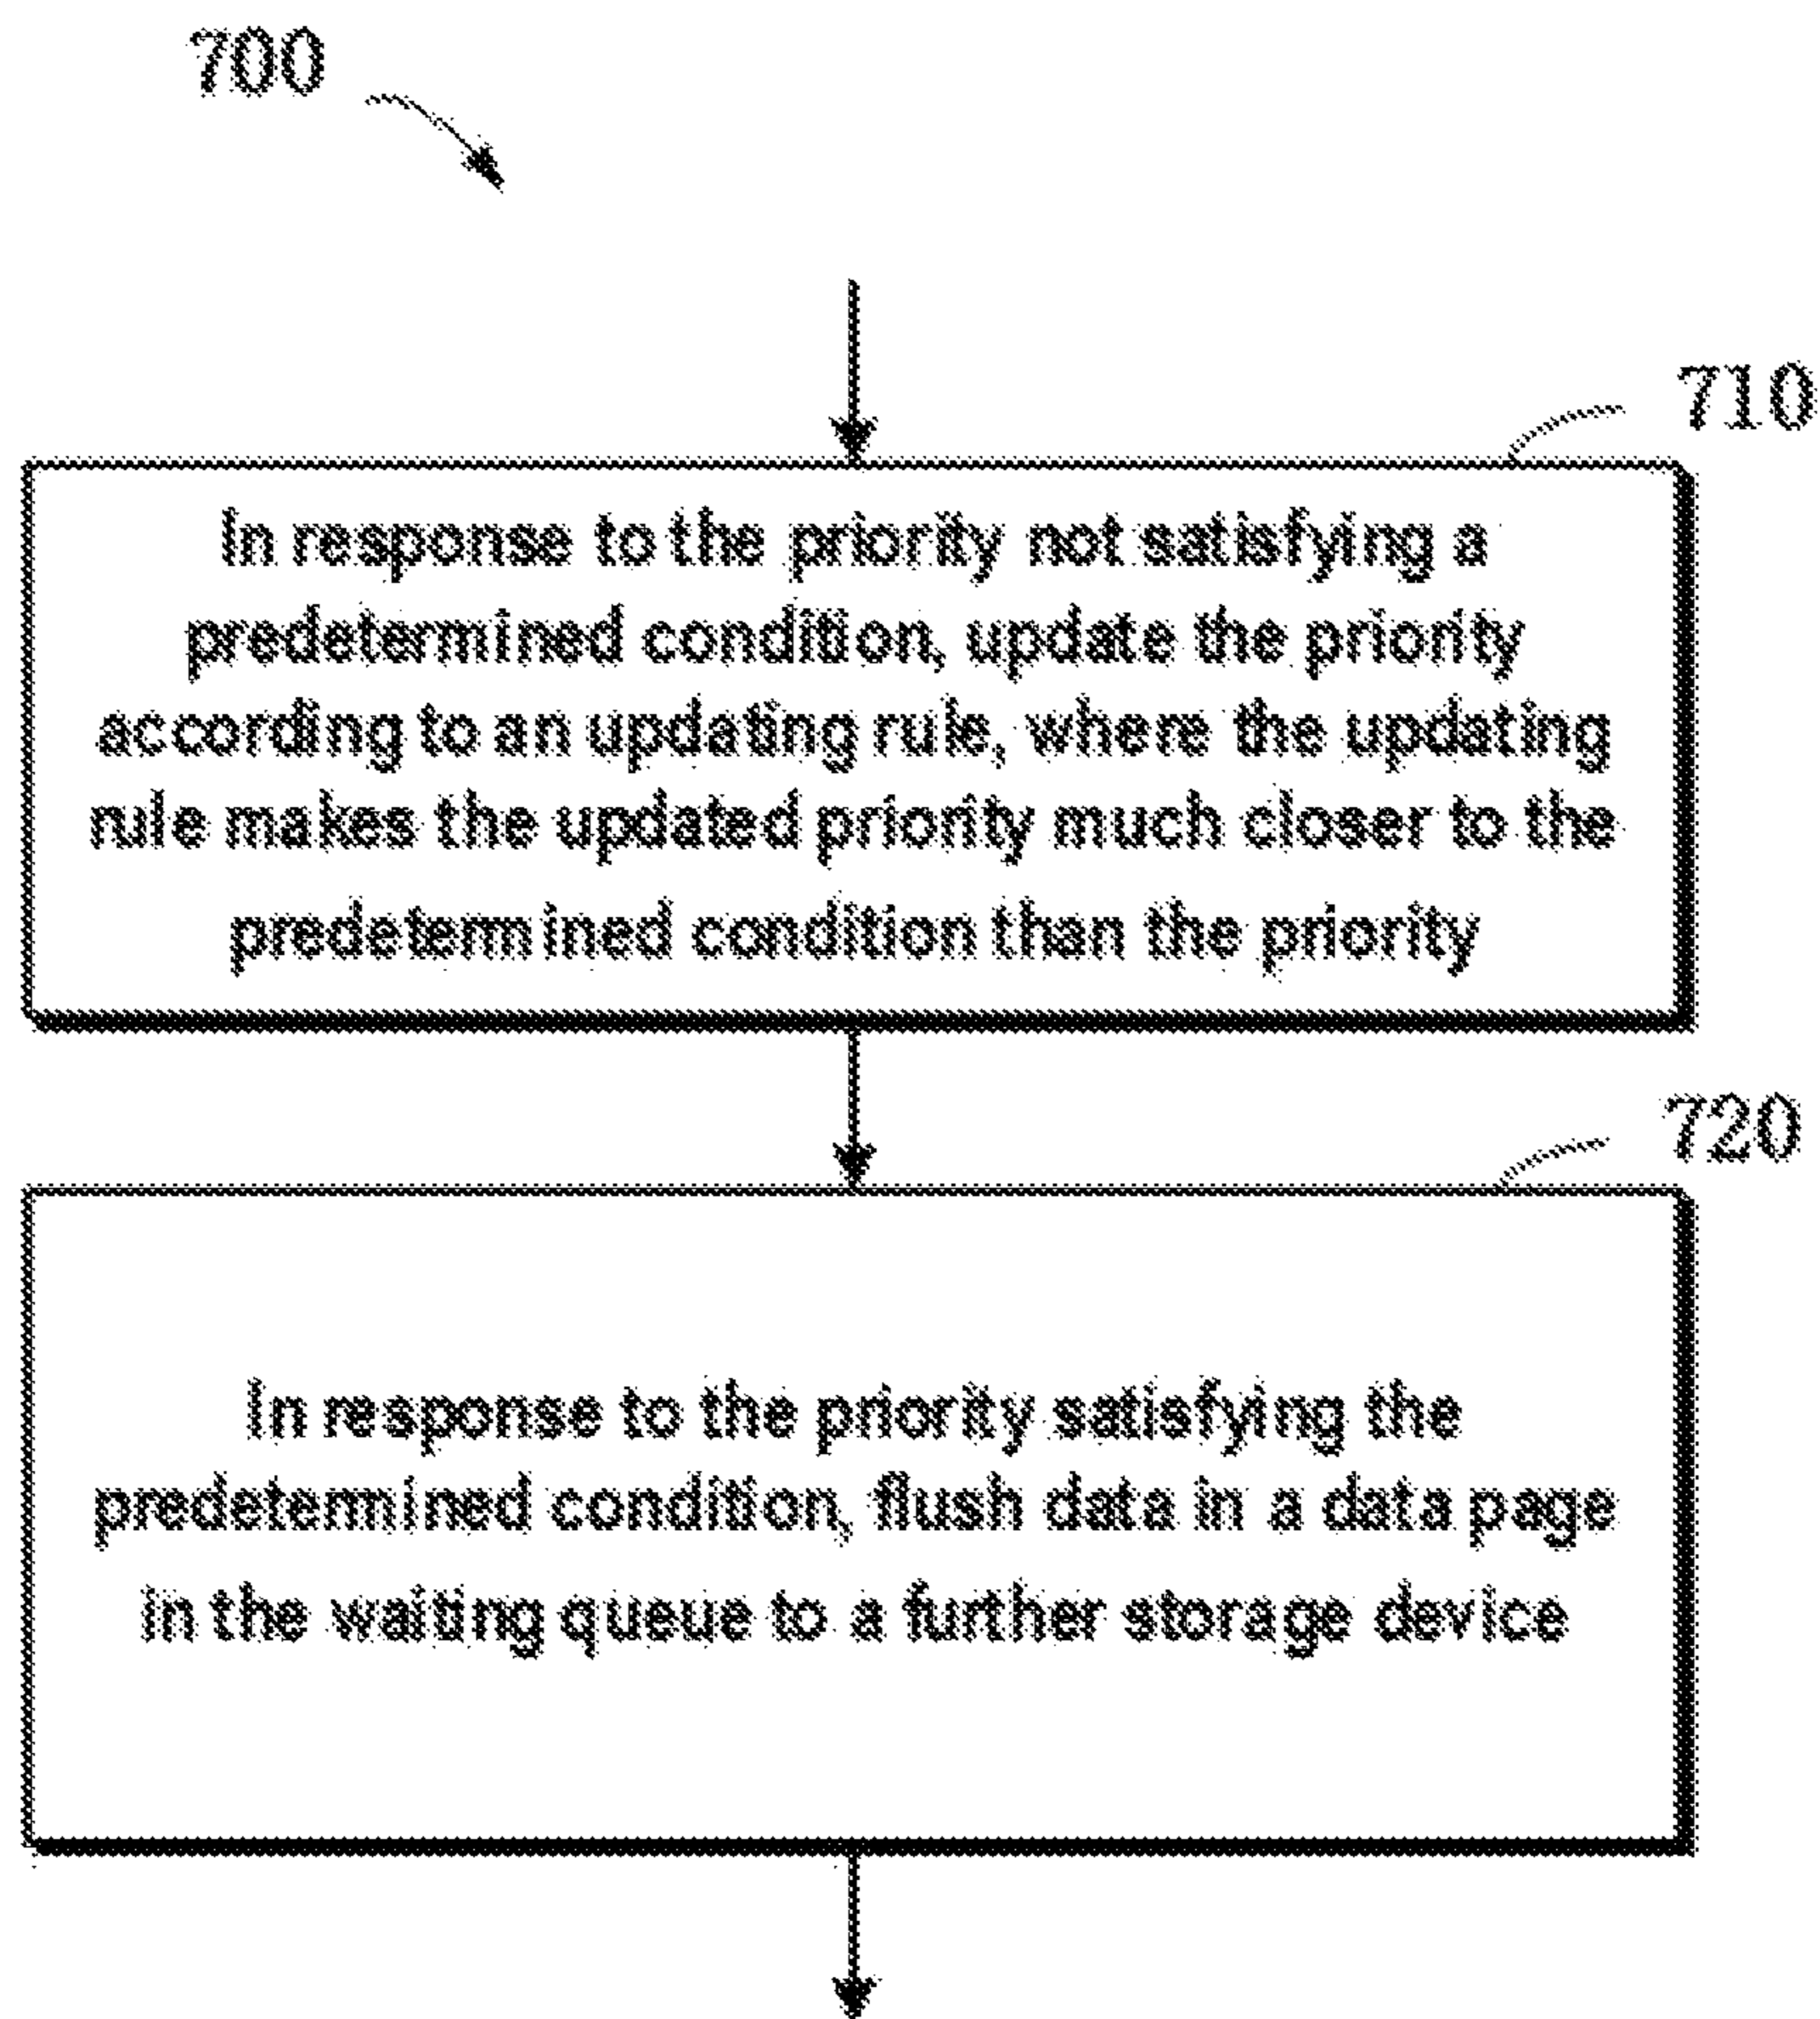 700
710
In response to the priority not satisfying a
predetermined condition, update the priority
according to an updating rule, where the updating
rule makes the updated priority much closer to the
predetermined condition than the priority
720
In response to the priority satisfying the
predetermined condition, flush data in a data page
in the waiting queue to a further storage device